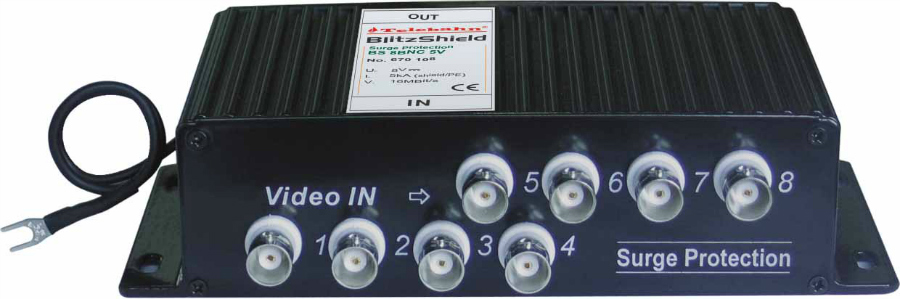 OUT
Telebahn
BlitzShield
Surge Protection
BS 8BNC 5V
No. 670 108
U: 8V
I: 5kA (shield/PE)
V: 10MBit/s
CE
IN
5 6 7 8
Video IN ⇨
1 2 3 4
Surge Protection